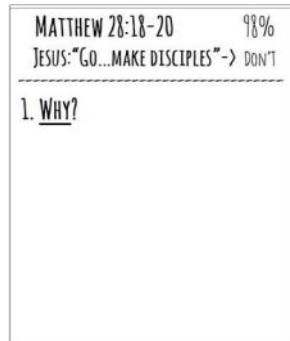 MATTHEW 28:18-20 98%
JESUS:“GO...MAKE DISCIPLES”-> DON'T
1. WHY?